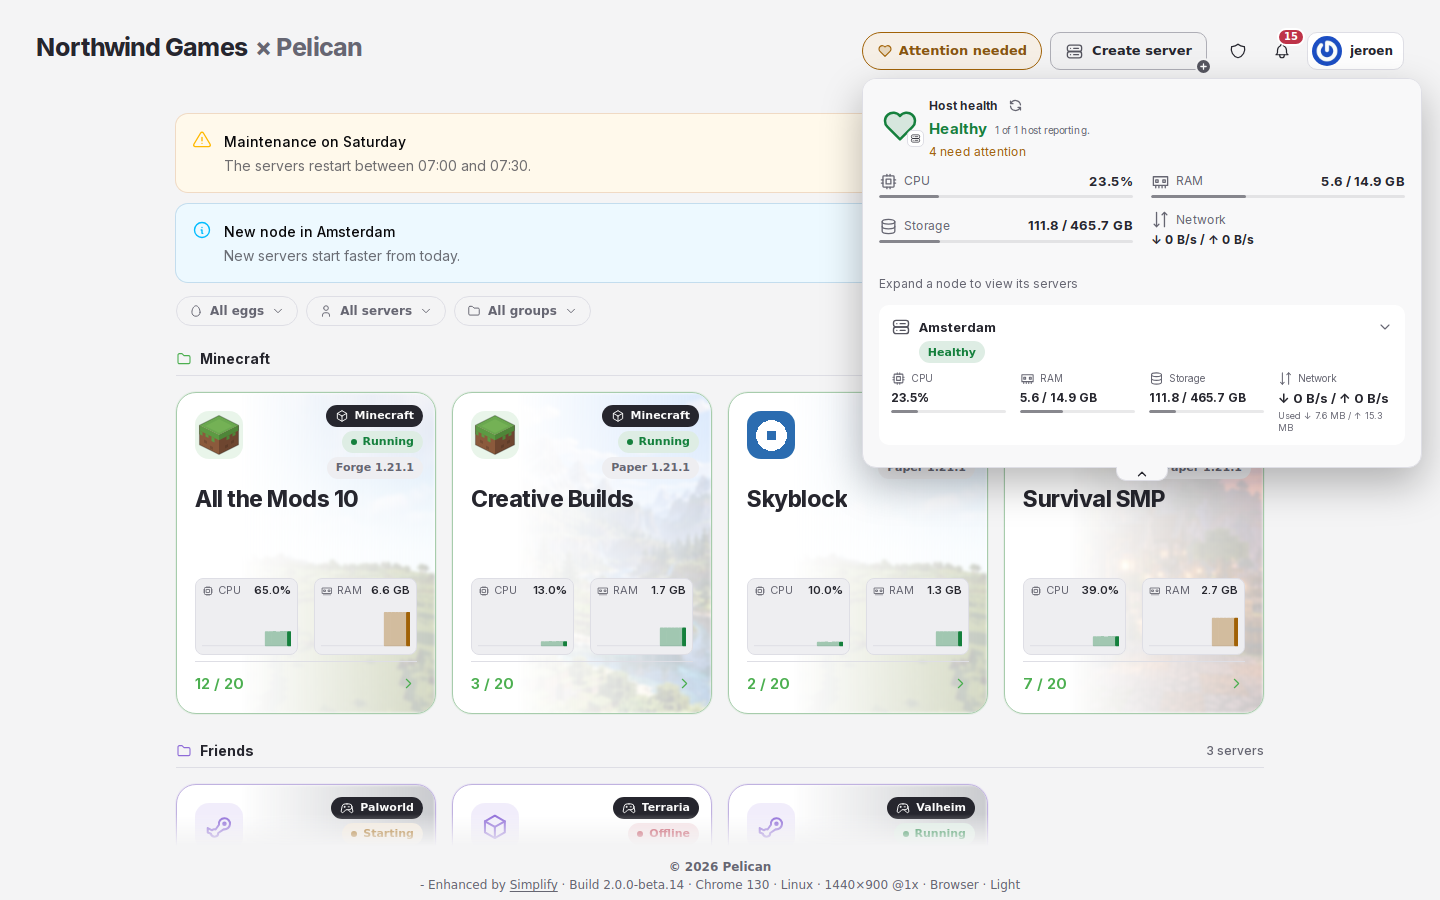 Northwind Games × Pelican
Attention needed
Create server
15
jeroen
Maintenance on Saturday
The servers restart between 07:00 and 07:30.
New node in Amsterdam
New servers start faster from today.
Host health
Healthy 1 of 1 host reporting.
4 need attention
CPU 23.5%
RAM 5.6 / 14.9 GB
Storage 111.8 / 465.7 GB
Network
↓ 0 B/s / ↑ 0 B/s
Expand a node to view its servers
Amsterdam
Healthy
CPU
23.5%
RAM
5.6 / 14.9 GB
Storage
111.8 / 465.7 GB
Network
↓ 0 B/s / ↑ 0 B/s
Used ↓ 7.6 MB / ↑ 15.3
MB
All eggs
All servers
All groups
Minecraft
Minecraft
Running
Forge 1.21.1
All the Mods 10
CPU 65.0%
RAM 6.6 GB
12 / 20
Minecraft
Running
Paper 1.21.1
Creative Builds
CPU 13.0%
RAM 1.7 GB
3 / 20
Paper 1.21.1
Skyblock
CPU 10.0%
RAM 1.3 GB
2 / 20
aper 1.21.1
Survival SMP
CPU 39.0%
RAM 2.7 GB
7 / 20
Friends
3 servers
Palworld
Starting
Terraria
Offline
Valheim
Running
© 2026 Pelican
- Enhanced by Simplify · Build 2.0.0-beta.14 · Chrome 130 · Linux · 1440×900 @1x · Browser · Light